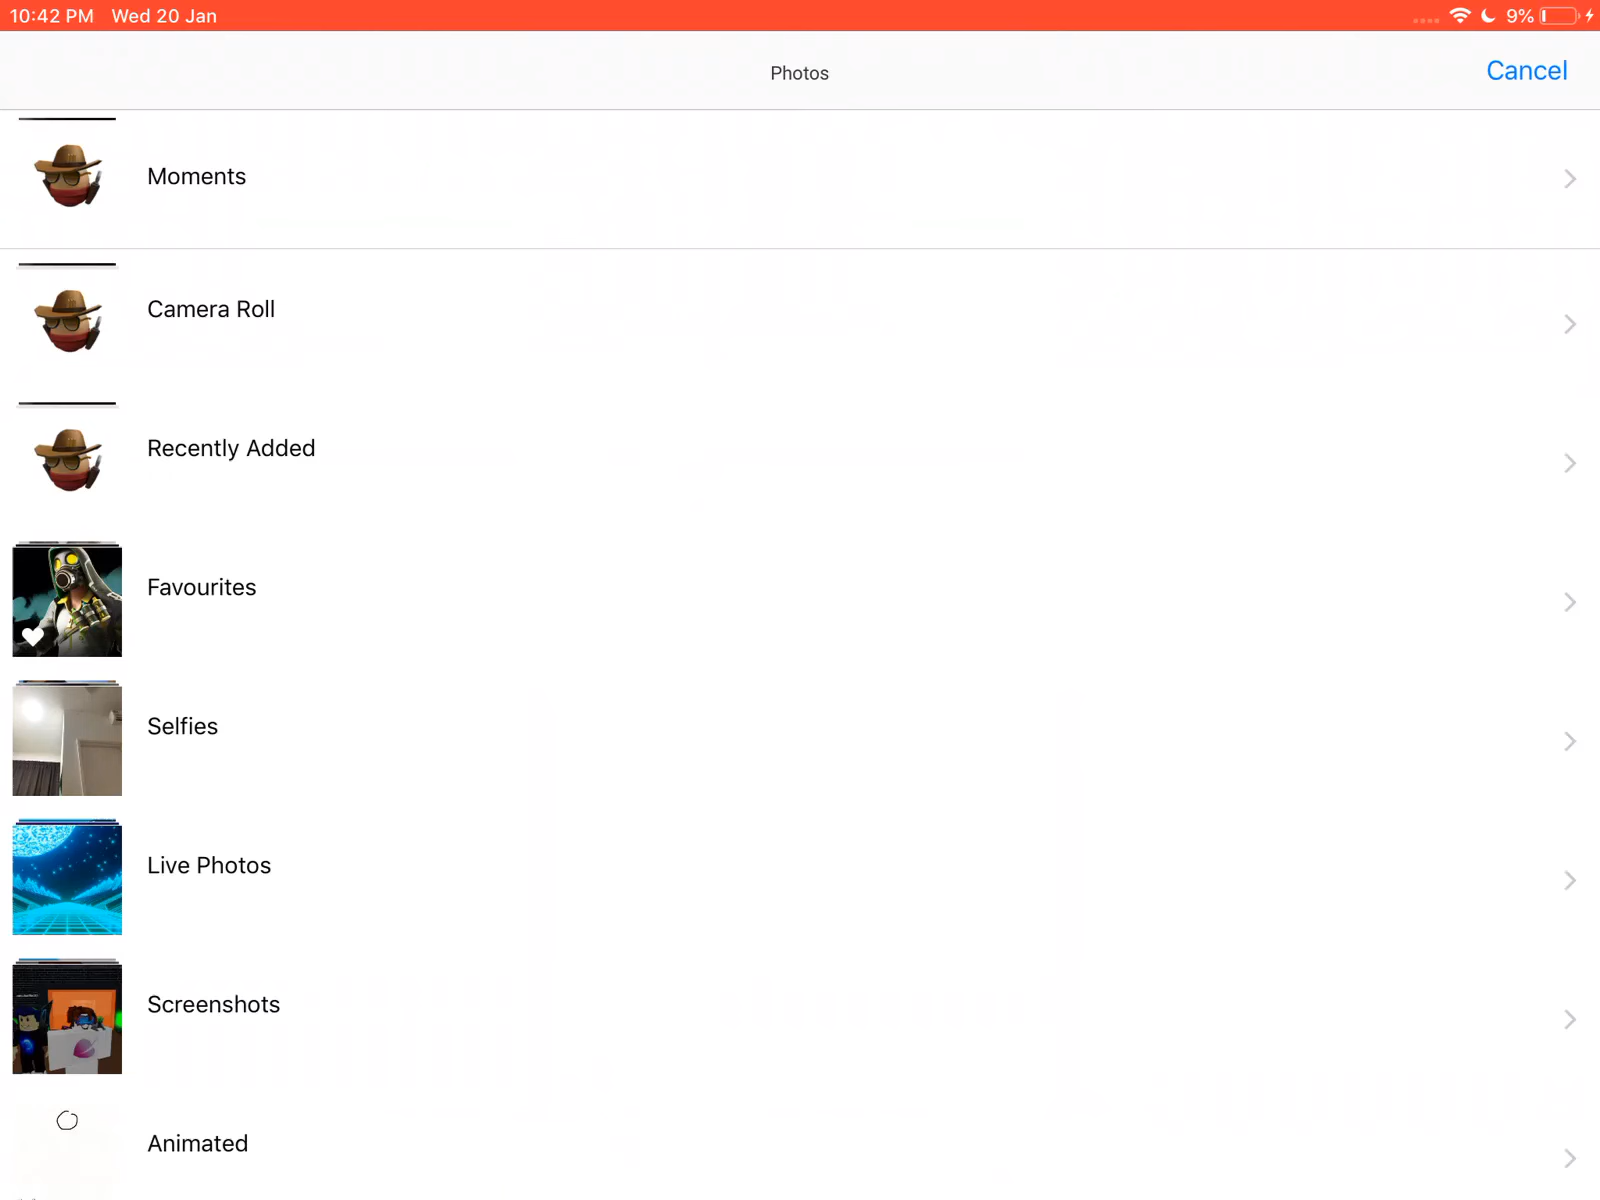 10:42 PM Wed 20 Jan 9%
Photos
Cancel
Moments
Camera Roll
Recently Added
Favourites
Selfies
Live Photos
Screenshots
Animated